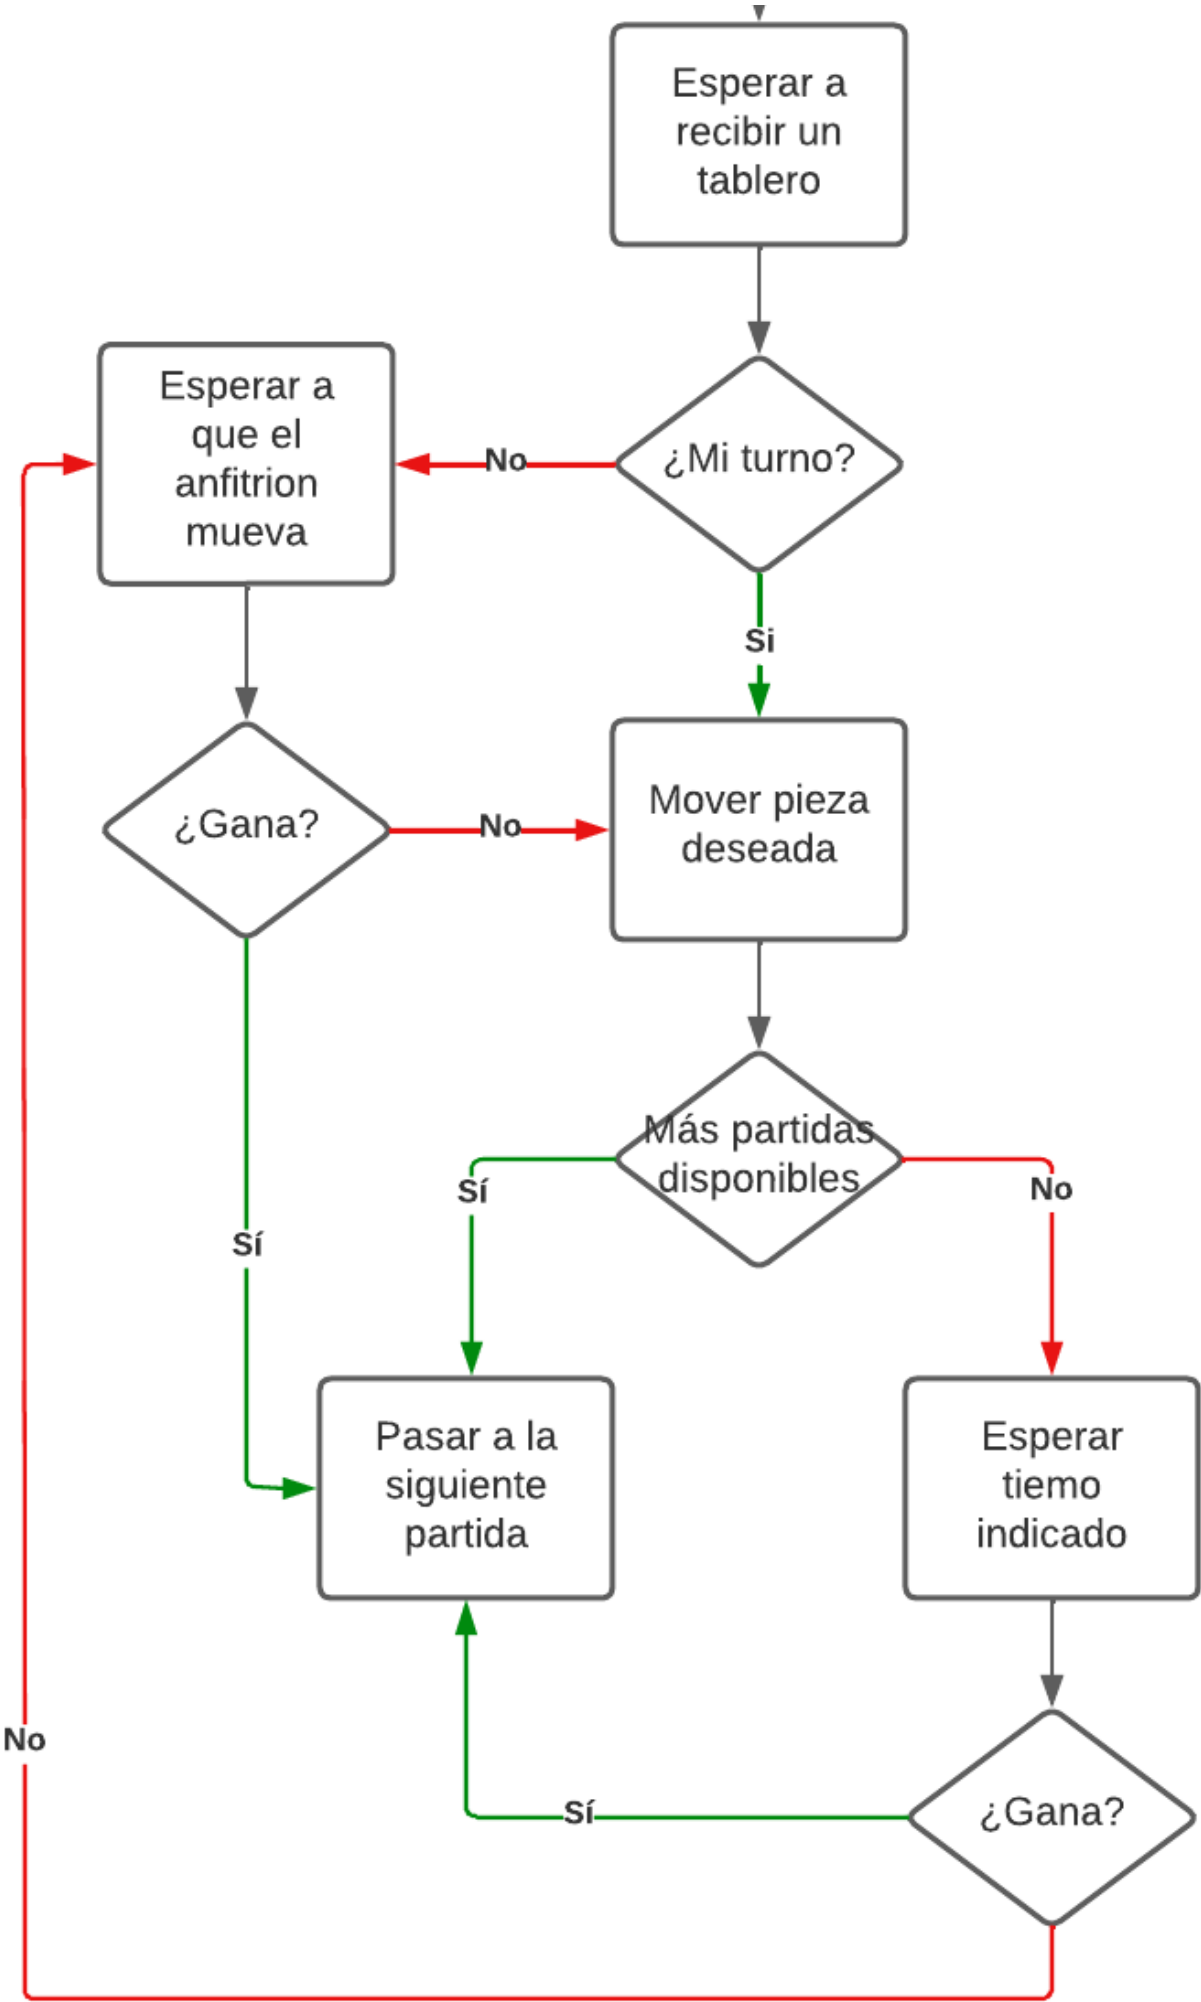 Esperar a
recibir un
tablero
Esperar a
que el
anfitrion
mueva
No
¿Mi turno?
Si
¿Gana?
No
Mover pieza
deseada
Más partidas
disponibles
Sí
No
Sí
Pasar a la
siguiente
partida
Esperar
tiemo
indicado
No
Sí
¿Gana?